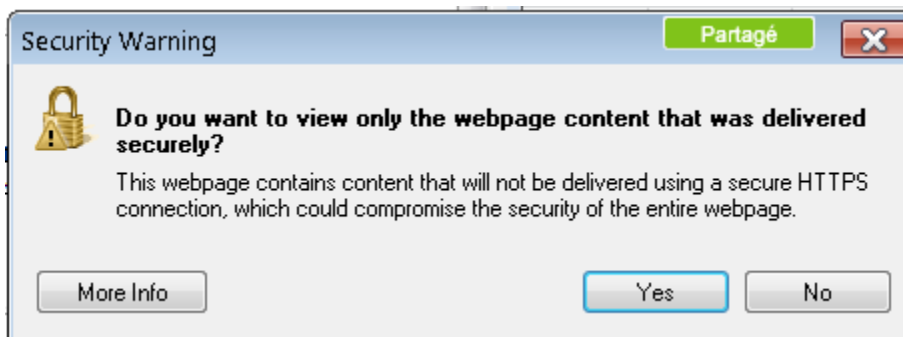 Security Warning
Partagé
Do you want to view only the webpage content that was delivered
securely?
This webpage contains content that will not be delivered using a secure HTTPS
connection, which could compromise the security of the entire webpage.
More Info
Yes
No